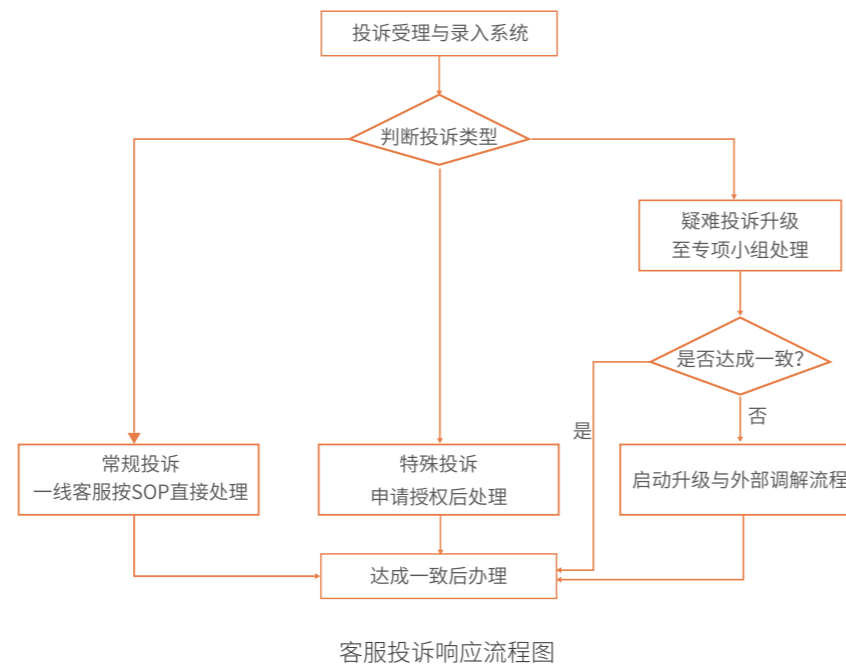 投诉受理与录入系统
判断投诉类型
疑难投诉升级
至专项小组处理
是否达成一致？
是
否
常规投诉
一线客服按SOP直接处理
特殊投诉
申请授权后处理
启动升级与外部调解流程
达成一致后办理
客服投诉响应流程图